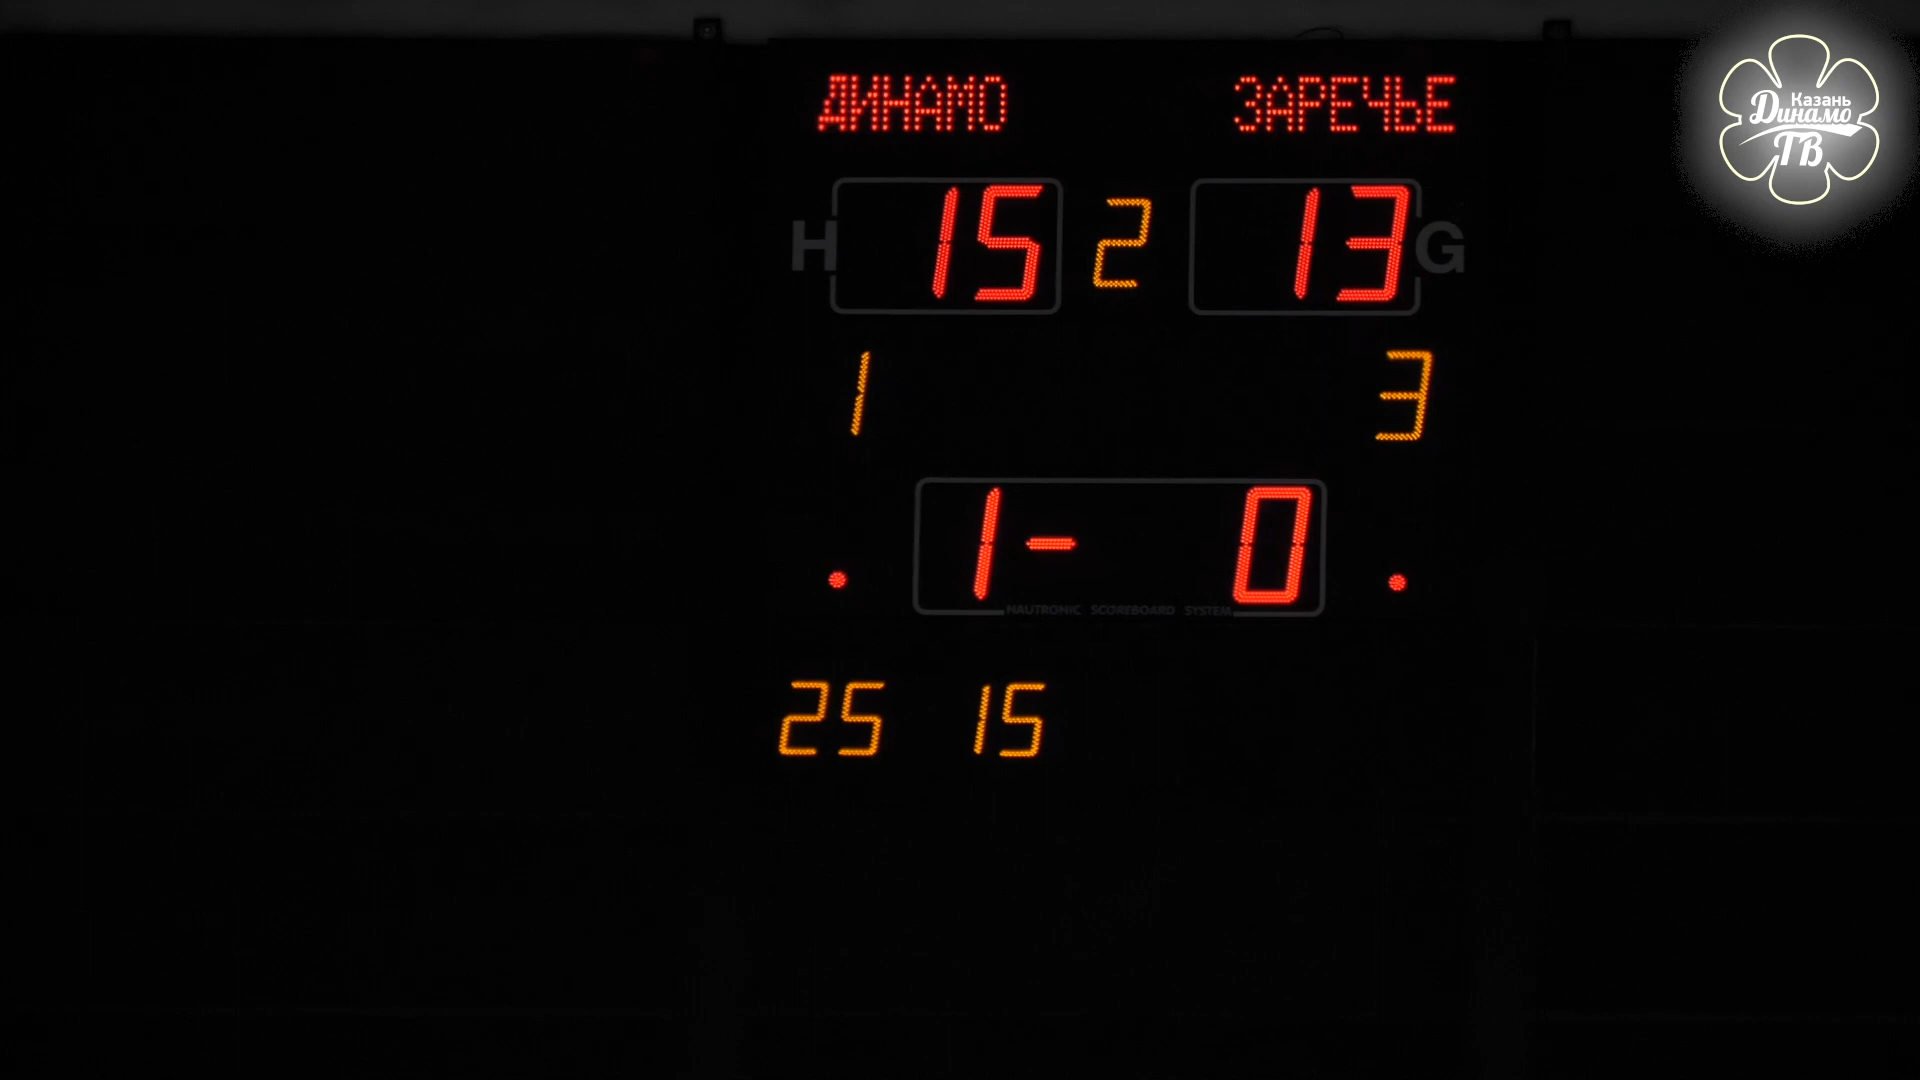 ДИНАМО ЗАРЕЧЬЕ
H 15 2 13 G
1 3
1 - 0
HAUTRONIC SCOREBOARD SYSTEM
25 15
Казань
Динамо
ТВ